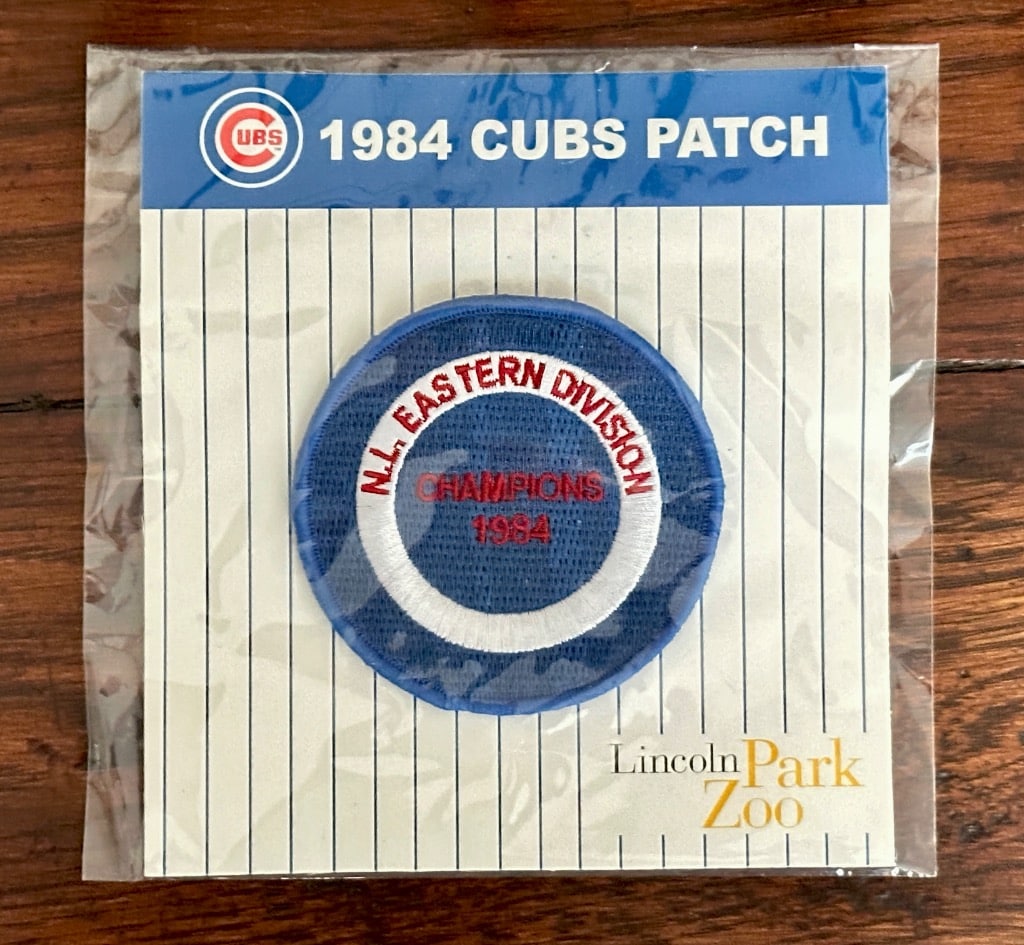 CUBS
1984 CUBS PATCH
N.L. EASTERN DIVISION
CHAMPIONS
1984
Lincoln Park
Zoo